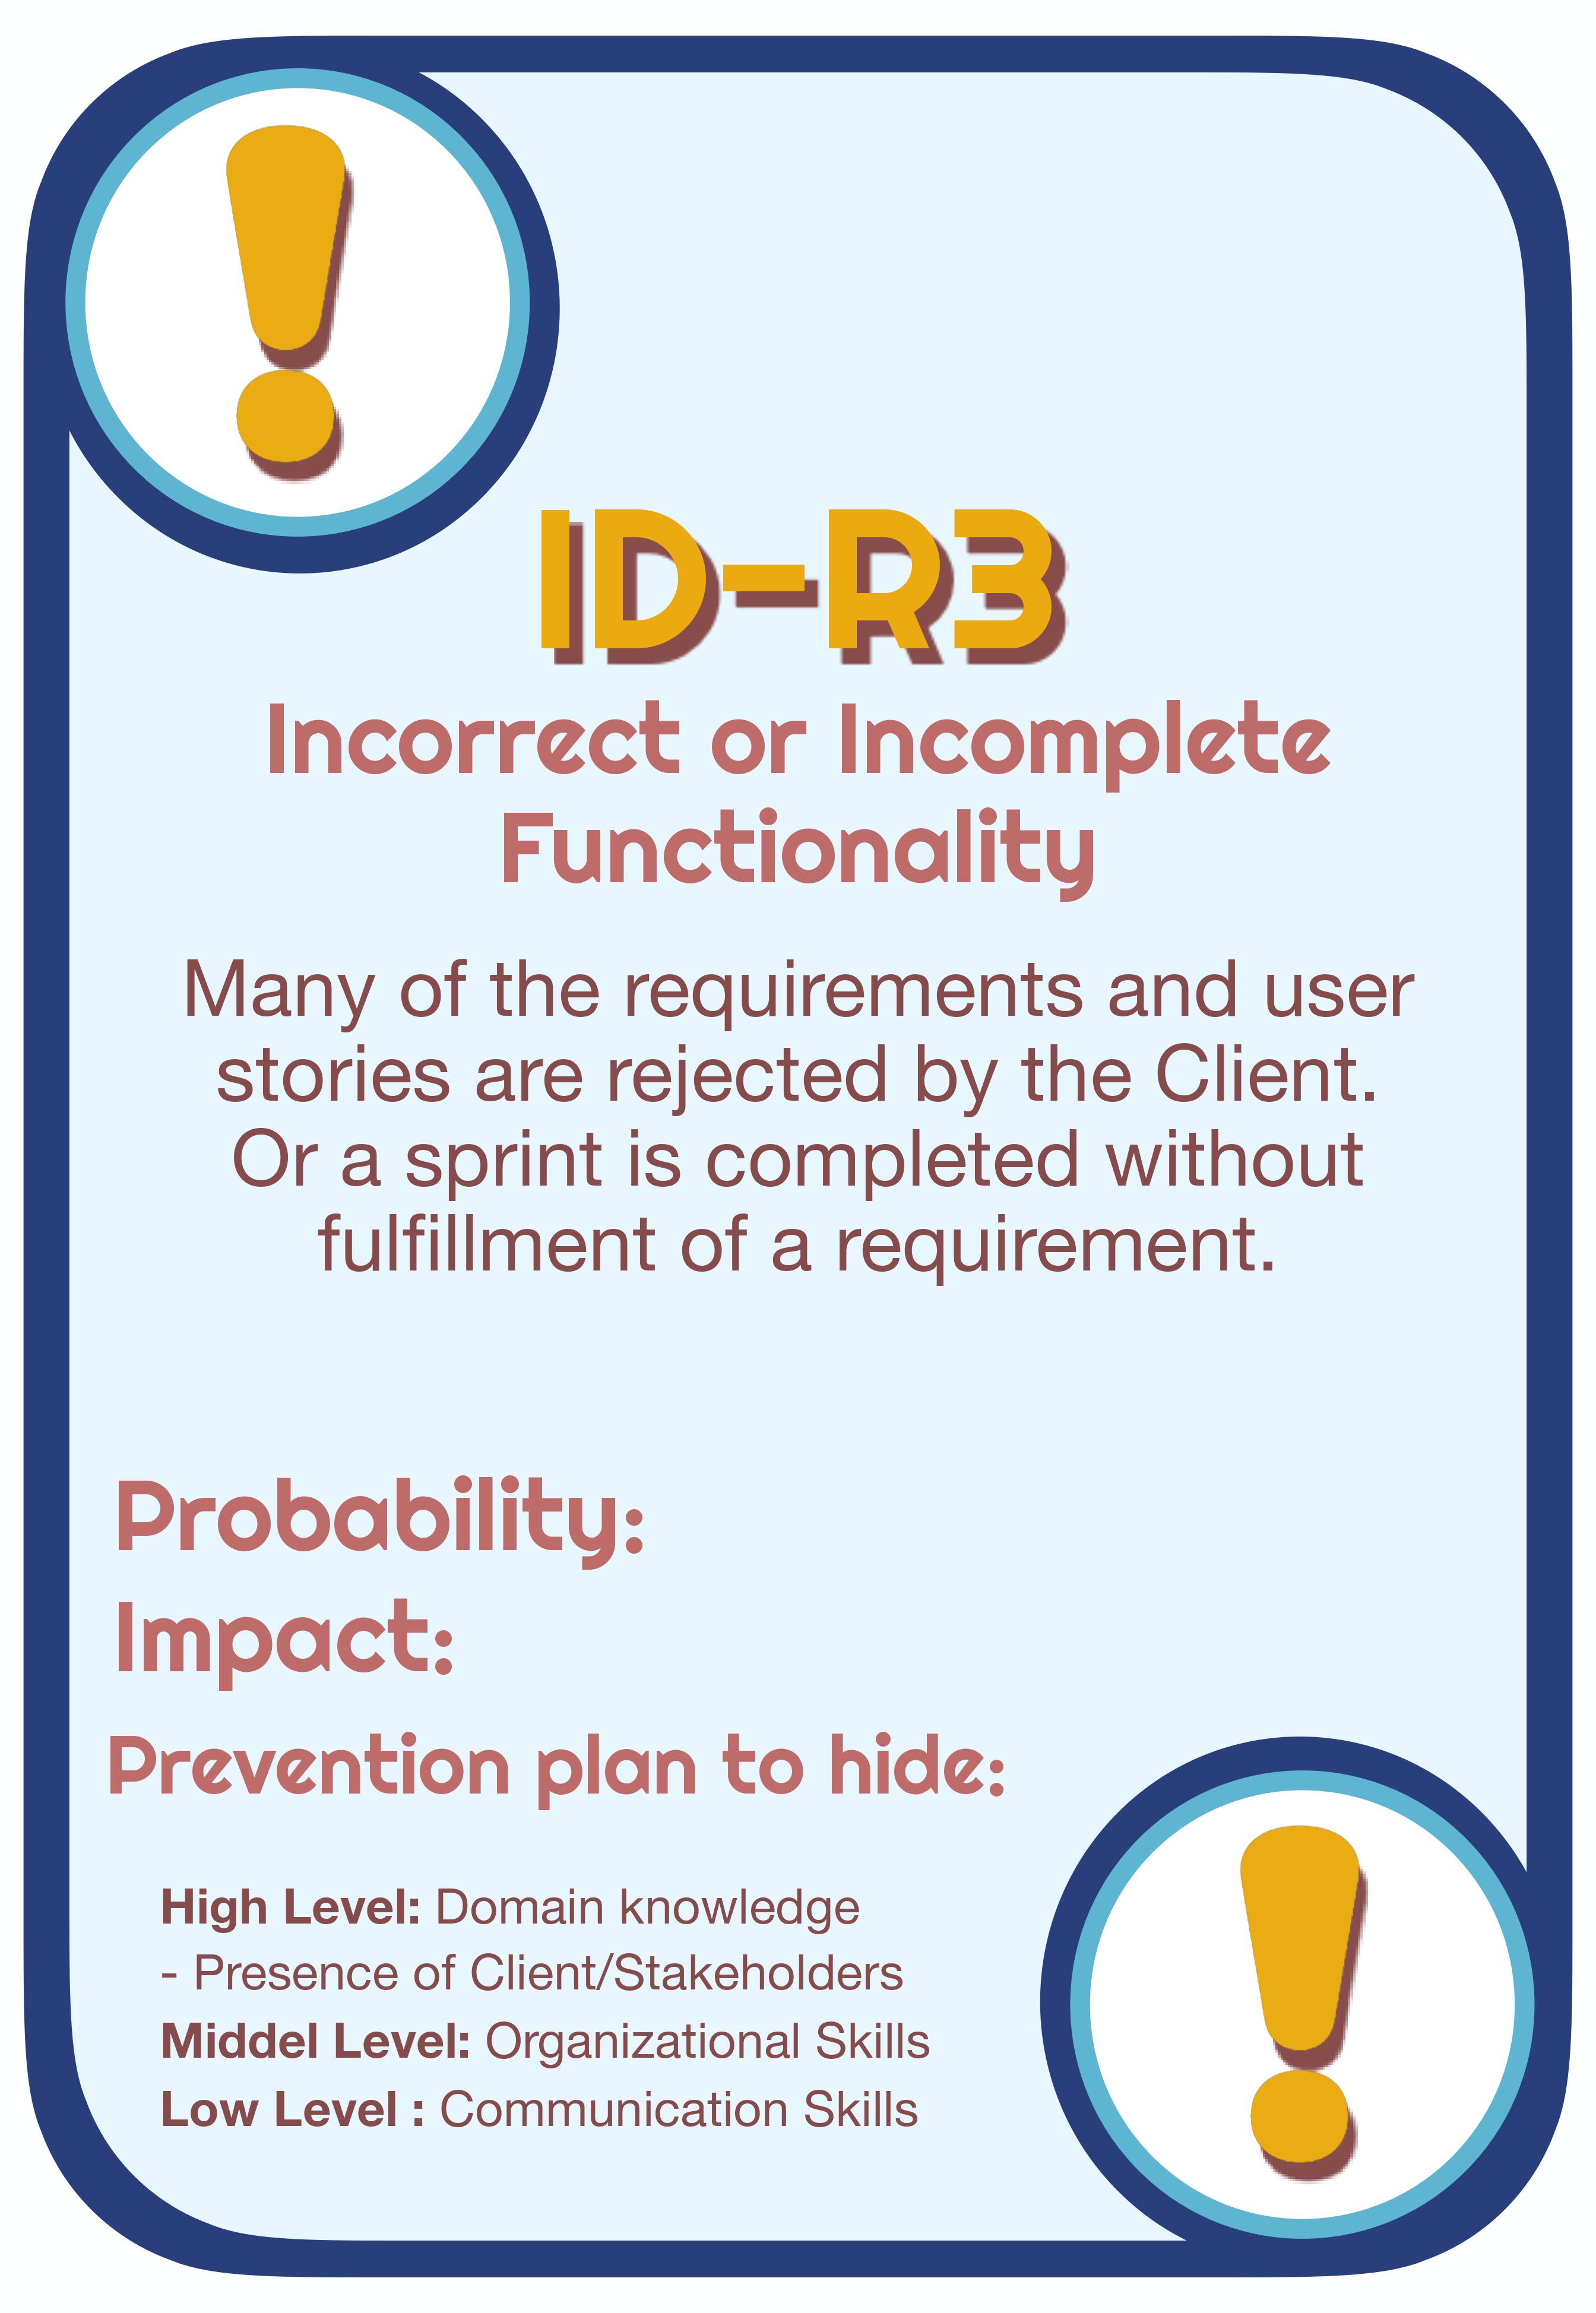 !
ID-R3
Incorrect or Incomplete
Functionality
Many of the requirements and user
stories are rejected by the Client.
Or a sprint is completed without
fulfillment of a requirement.
Probability:
Impact:
Prevention plan to hide:
High Level: Domain knowledge
- Presence of Client/Stakeholders
Middel Level: Organizational Skills
Low Level : Communication Skills
!